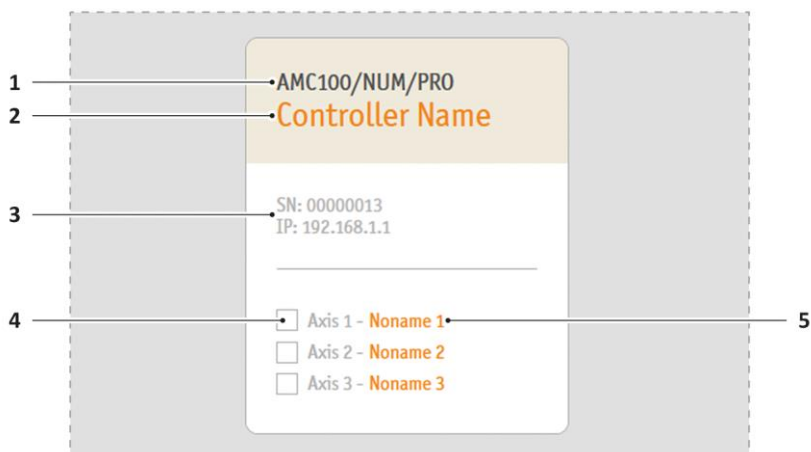 1 AMC100/NUM/PRO
2 Controller Name
3 SN: 00000013
IP: 192.168.1.1
4 Axis 1 - Noname 1 5
Axis 2 - Noname 2
Axis 3 - Noname 3